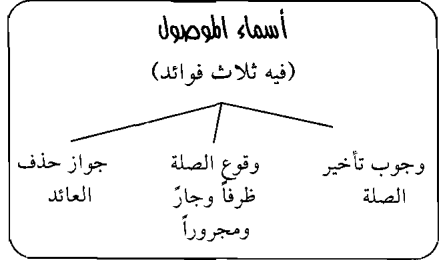 أسماء الموصول
(فيه ثلاث فوائد)
وجوب تأخير الصلة
وقوع الصلة ظرفاً وجارّ ومجروراً
جواز حذف العائد